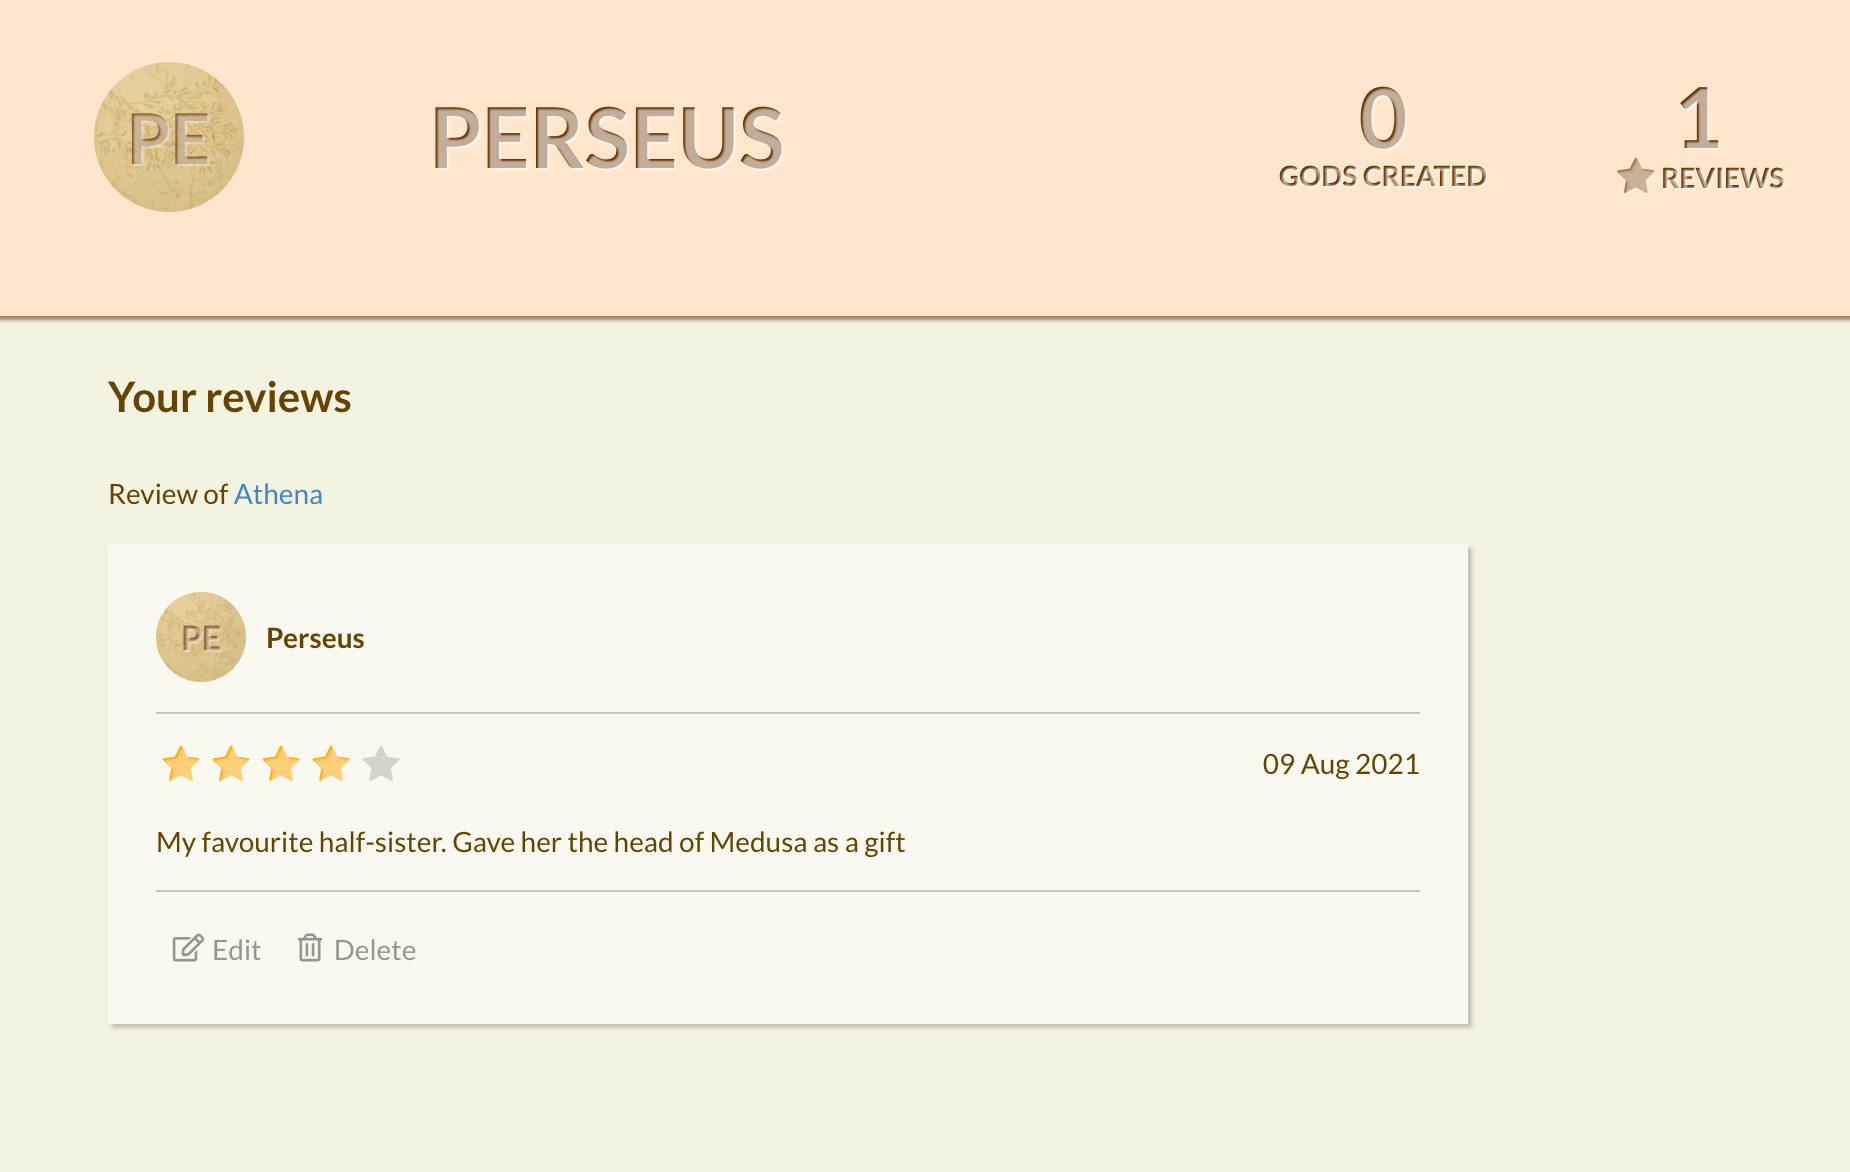 PE
PERSEUS
0
GODS CREATED
1
REVIEWS
Your reviews
Review of Athena
PE
Perseus
09 Aug 2021
My favourite half-sister. Gave her the head of Medusa as a gift
Edit
Delete